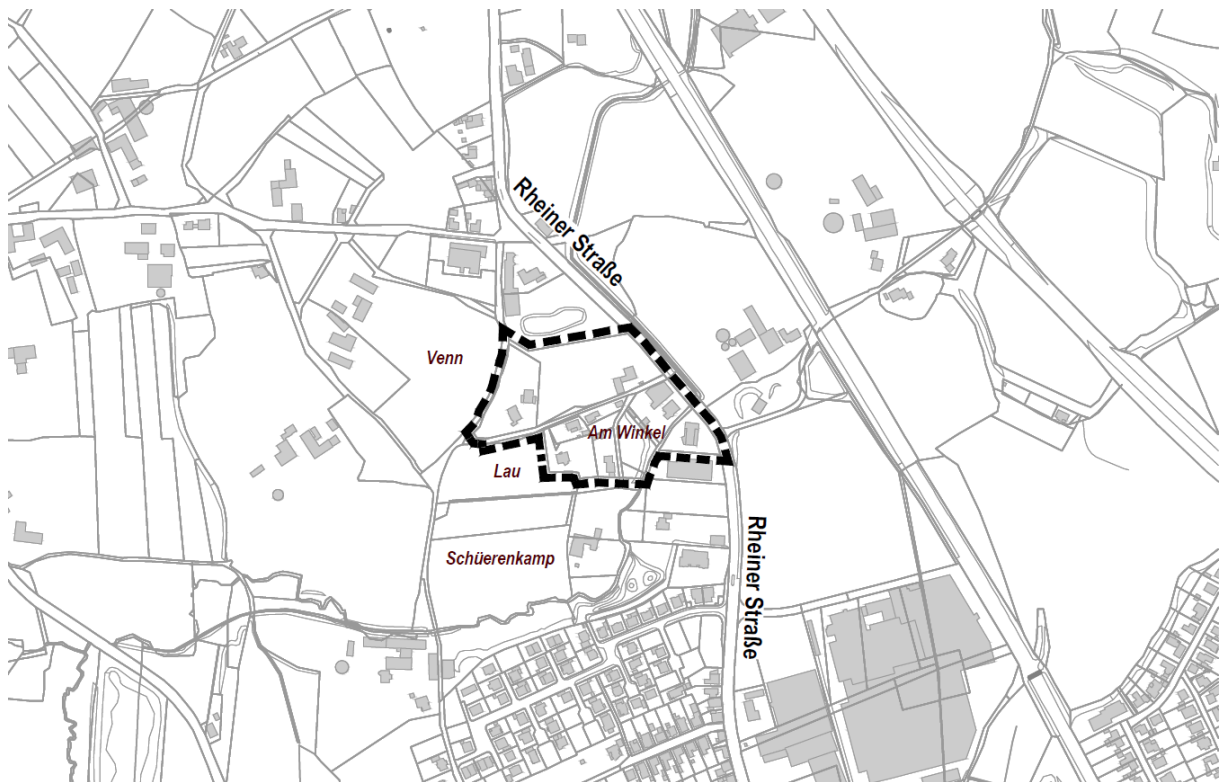 Rheiner Straße
Venn
Am Winkel
Lau
Schüerenkamp
Rheiner Straße